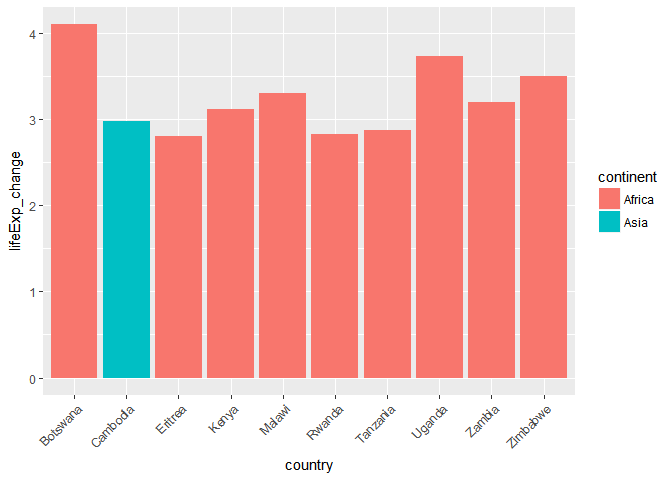 4
3
2
1
0
lifeExp_change
Botswana
Cambodia
Eritrea
Kenya
Malawi
Rwanda
Tanzania
Uganda
Zambia
Zimbabwe
country
continent
Africa
Asia